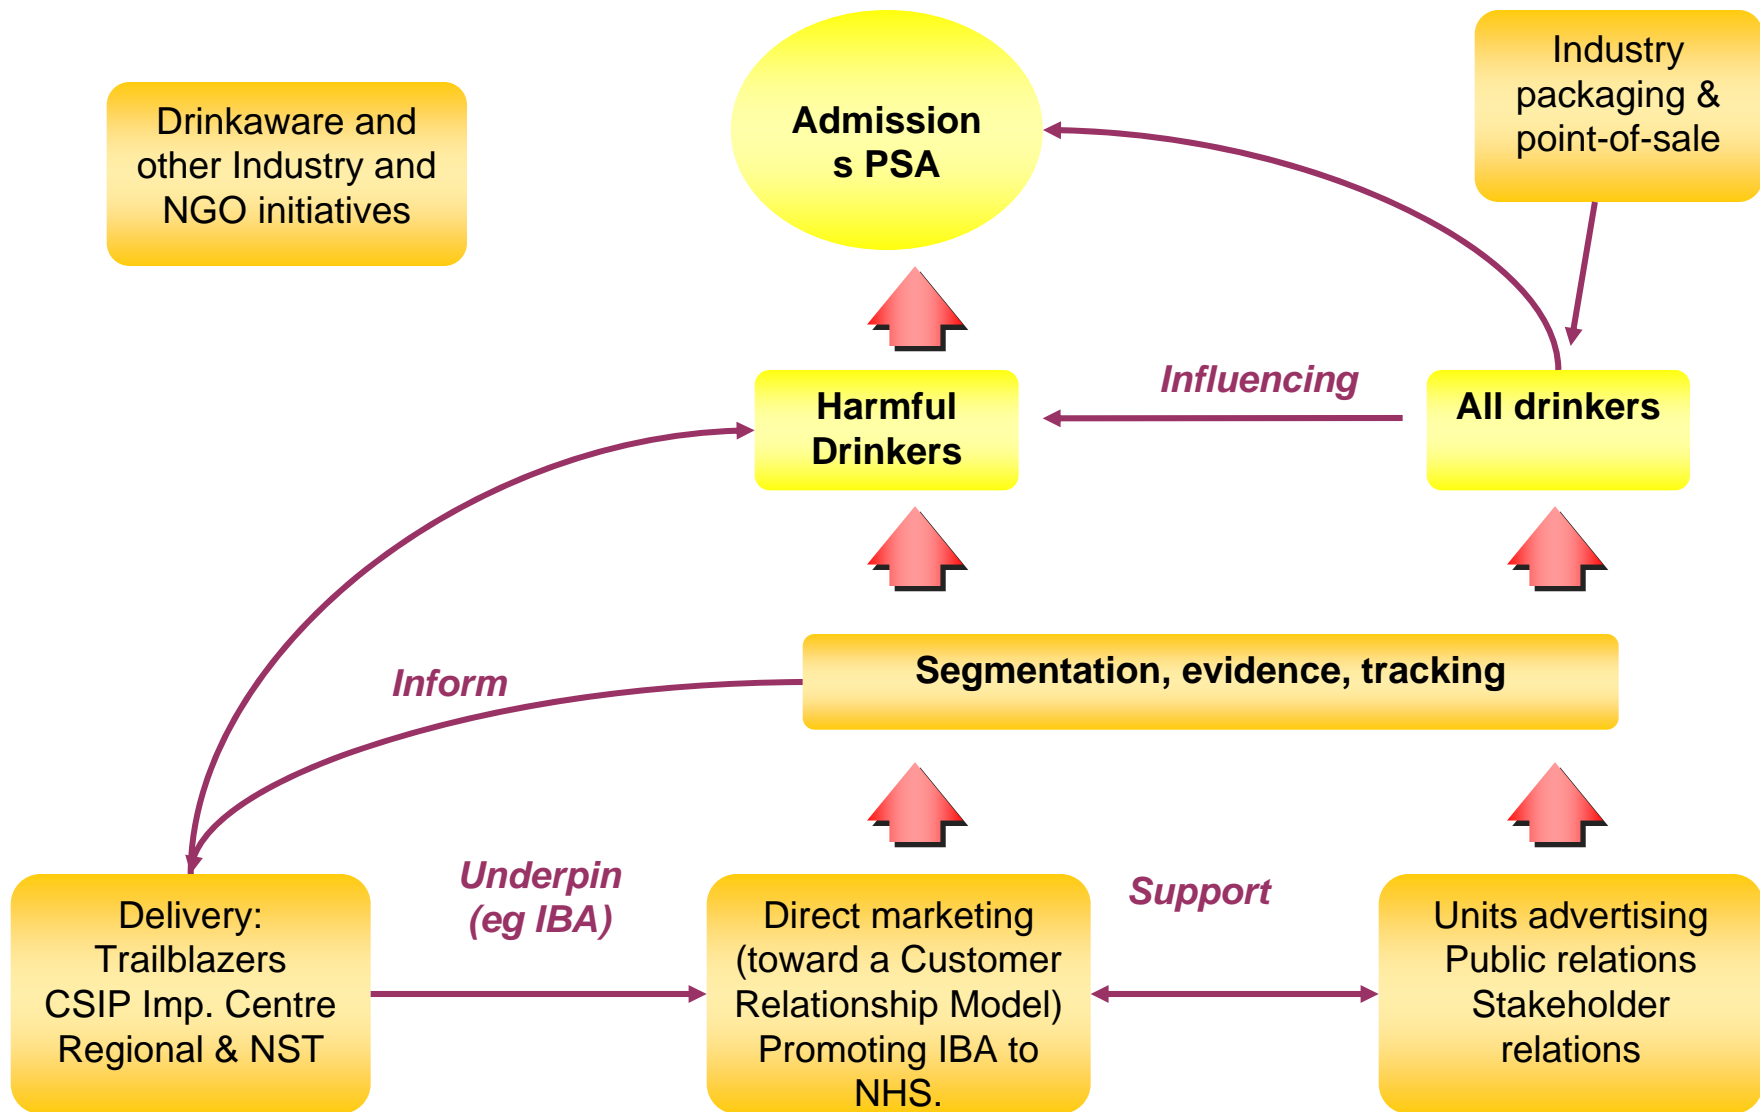 Drinkaware and
other Industry and
NGO initiatives
Admission
s PSA
Industry
packaging &
point-of-sale
Harmful
Drinkers
Influencing
All drinkers
Inform
Segmentation, evidence, tracking
Delivery:
Trailblazers
CSIP Imp. Centre
Regional & NST
Underpin
(eg IBA)
Direct marketing
(toward a Customer
Relationship Model)
Promoting IBA to
NHS.
Support
Units advertising
Public relations
Stakeholder
relations